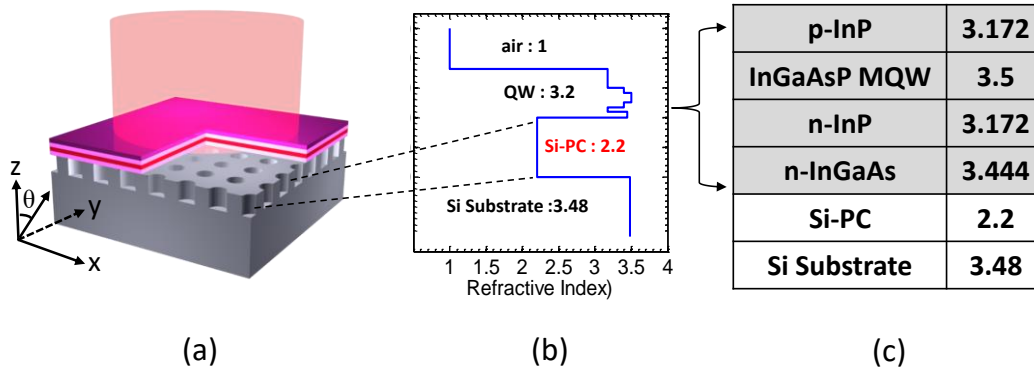 z
θ
y
x
(a)
air : 1
QW : 3.2
Si-PC : 2.2
Si Substrate :3.48
1 1.5 2 2.5 3 3.5 4
Refractive Index)
(b)
p-InP 3.172
InGaAsP MQW 3.5
n-InP 3.172
n-InGaAs 3.444
Si-PC 2.2
Si Substrate 3.48
(c)